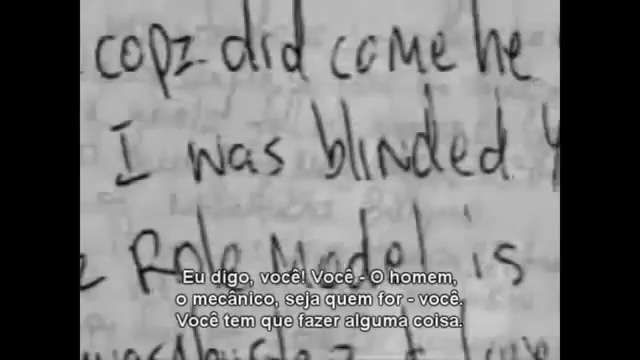 copz did come he
I was blinded
Role Model is
Eu digo, você! Você - O homem,
o mecânico, seja quem for - você.
Você tem que fazer alguma coisa.